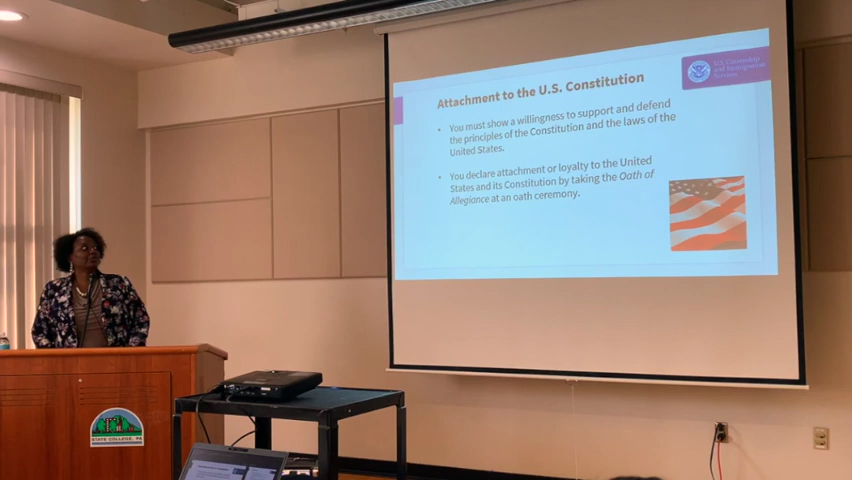 U.S. Citizenship
and Immigration
Services
Attachment to the U.S. Constitution
• You must show a willingness to support and defend
the principles of the Constitution and the laws of the
United States.
• You declare attachment or loyalty to the United
States and its Constitution by taking the Oath of
Allegiance at an oath ceremony.
STATE COLLEGE, PA